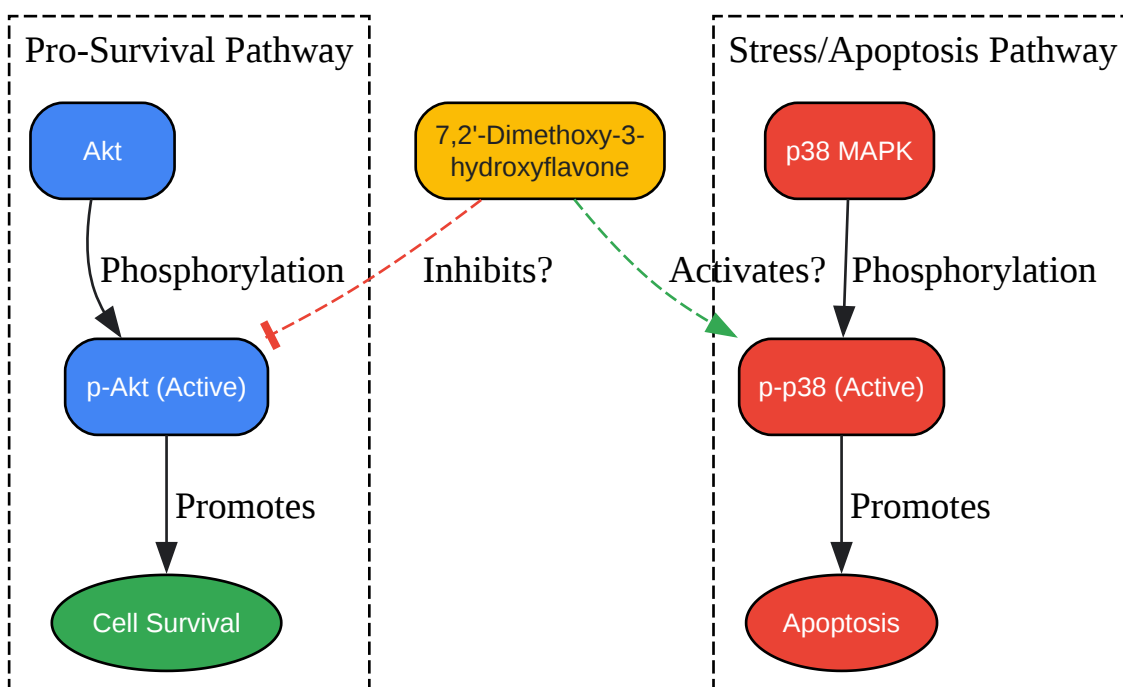 Pro-Survival Pathway
Stress/Apoptosis Pathway
Akt
7,2'-Dimethoxy-3-
hydroxyflavone
p38 MAPK
Phosphorylation
Inhibits?
Activates?
Phosphorylation
p-Akt (Active)
p-p38 (Active)
Promotes
Promotes
Cell Survival
Apoptosis